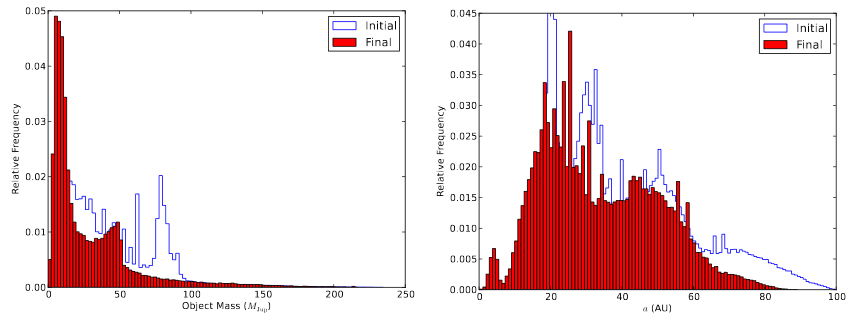 0.05
0.04
0.03
0.02
0.01
0.00
Relative Frequency
0 50 100 150 200 250
Object Mass (M_Jup)
Initial
Final
0.045
0.040
0.035
0.030
0.025
0.020
0.015
0.010
0.005
0.000
Relative Frequency
0 20 40 60 80 100
a (AU)
Initial
Final